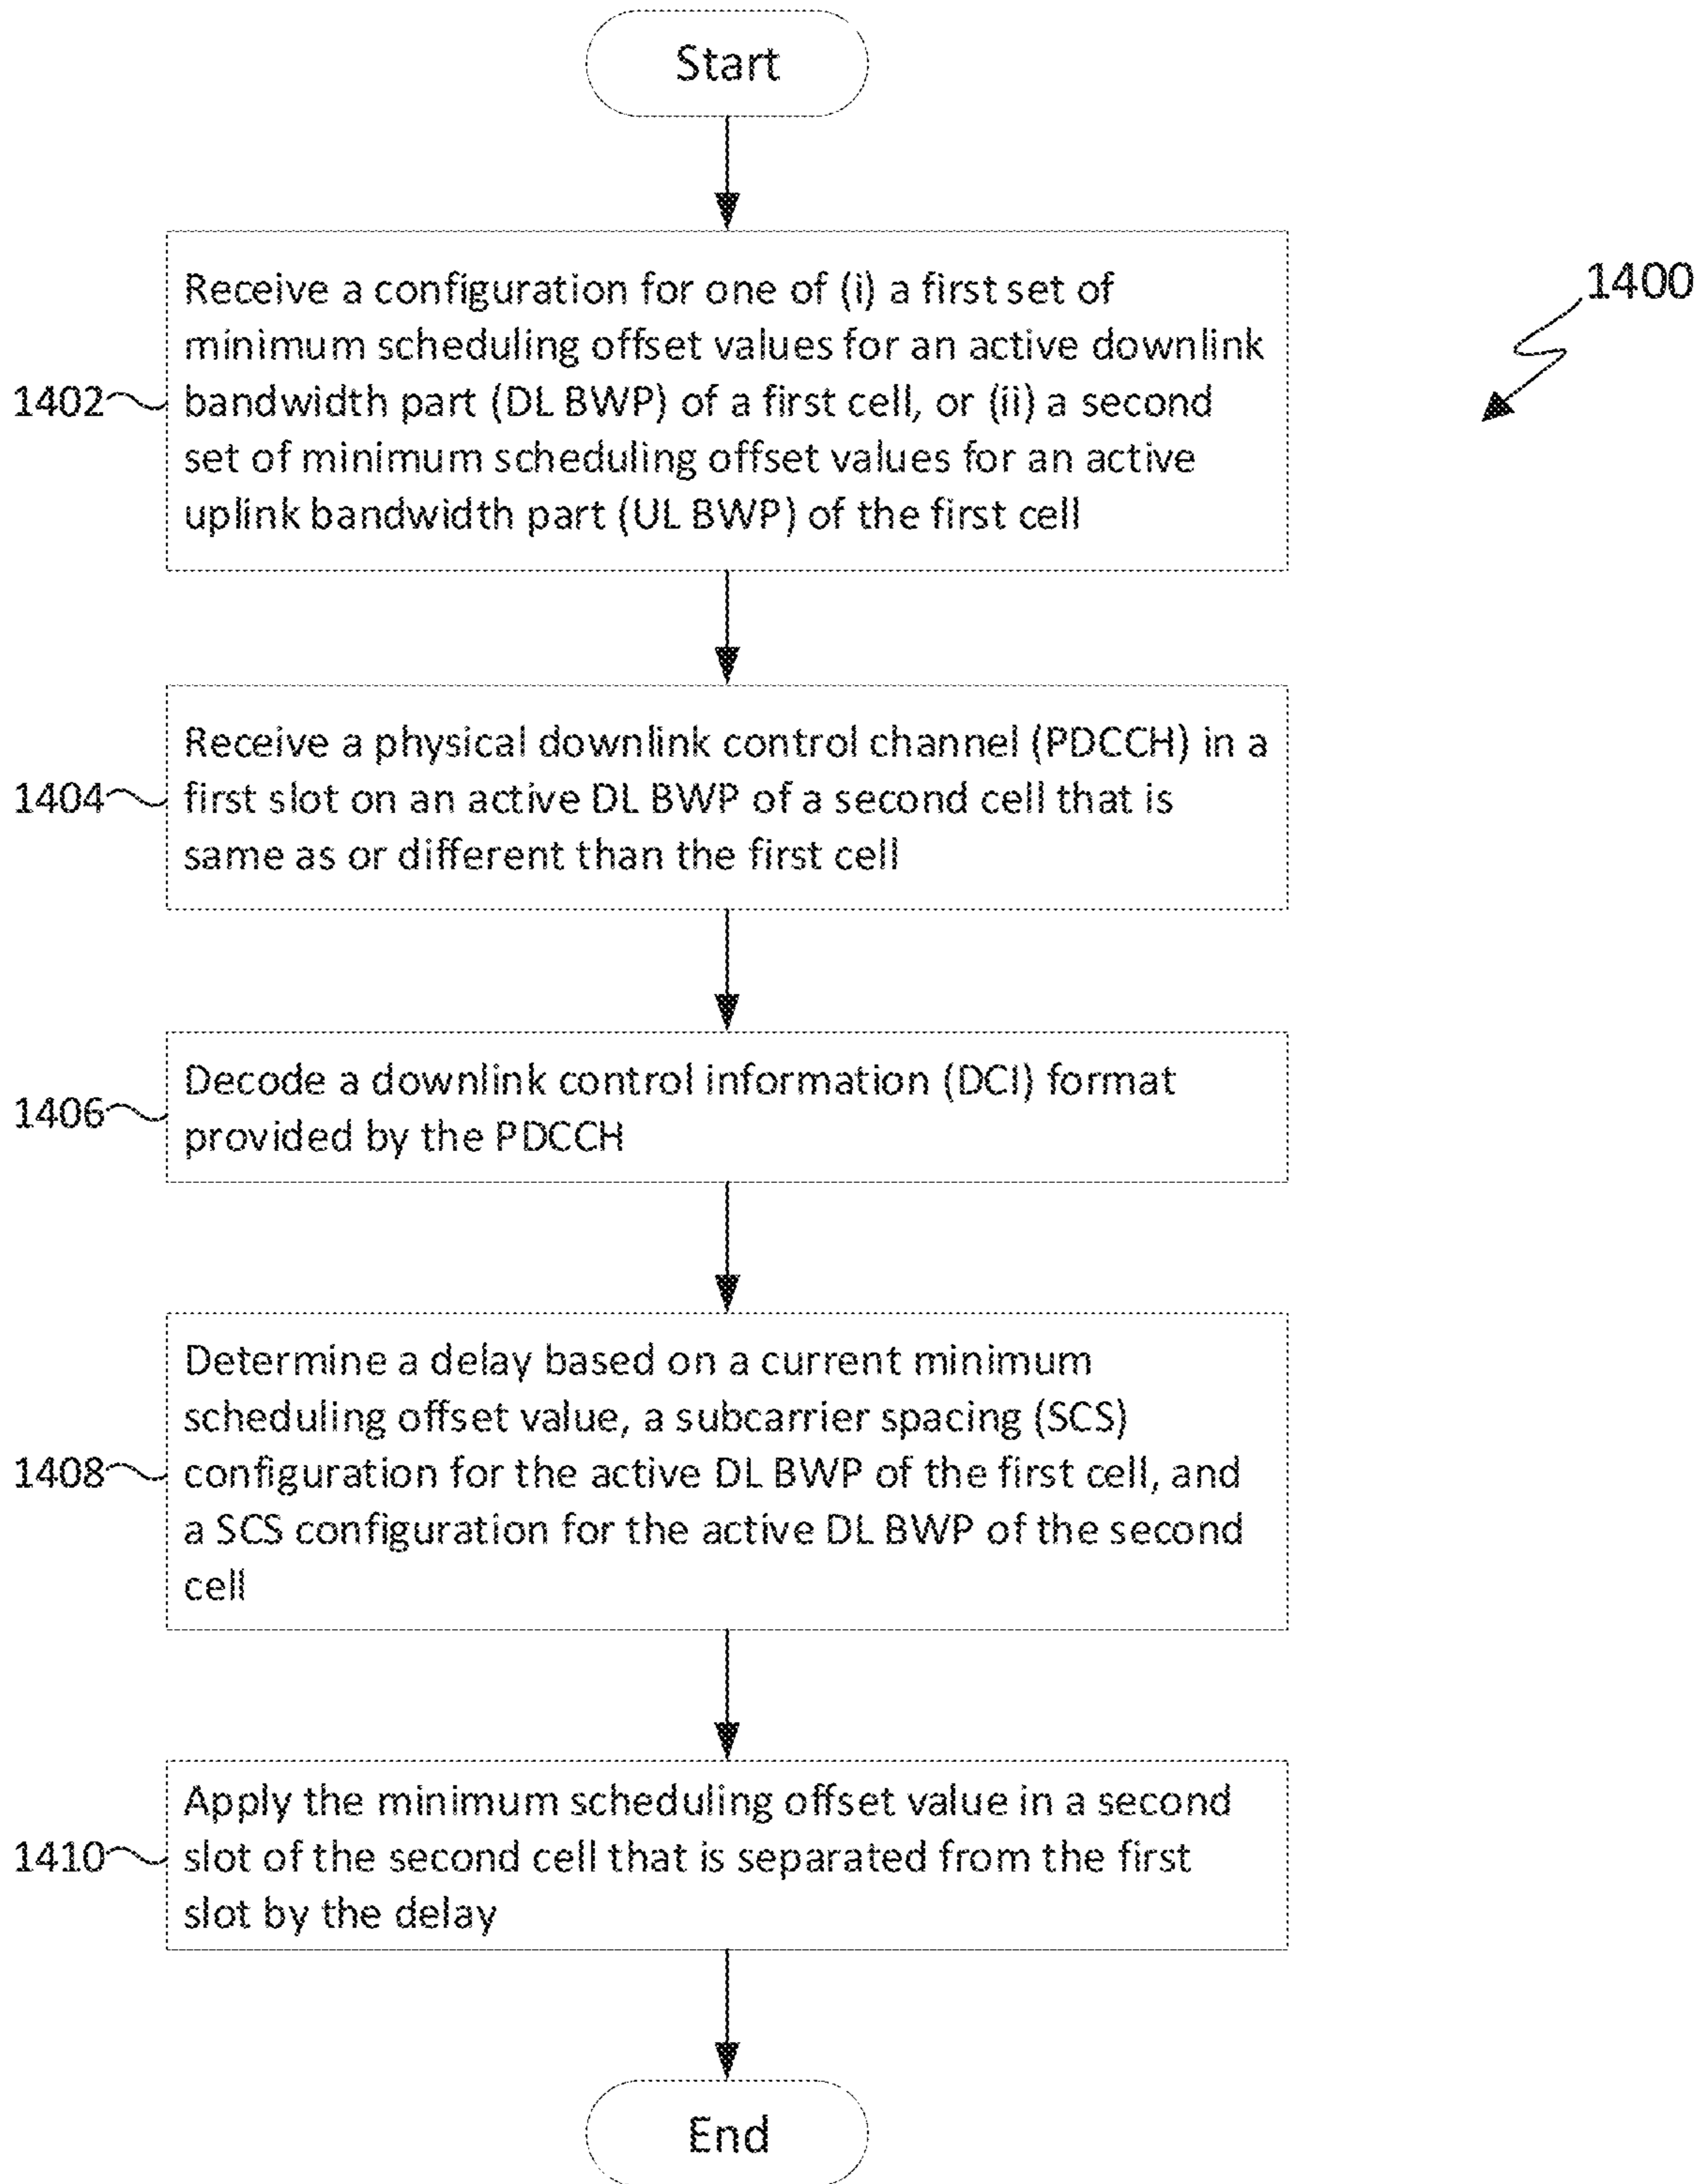 Start
1400
Receive a configuration for one of (i) a first set of
minimum scheduling offset values for an active downlink
1402
bandwidth part (DL BWP) of a first cell, or (ii) a second
set of minimum scheduling offset values for an active
uplink bandwidth part (UL BWP) of the first cell
Receive a physical downlink control channel (PDCCH) in a
1404
first slot on an active DL BWP of a second cell that is
same as or different than the first cell
Decode a downlink control information (DCI) format
1406
provided by the PDCCH
Determine a delay based on a current minimum
scheduling offset value, a subcarrier spacing (SCS)
1408
configuration for the active DL BWP of the first cell, and
a SCS configuration for the active DL BWP of the second
cell
Apply the minimum scheduling offset value in a second
1410
slot of the second cell that is separated from the first
slot by the delay
End